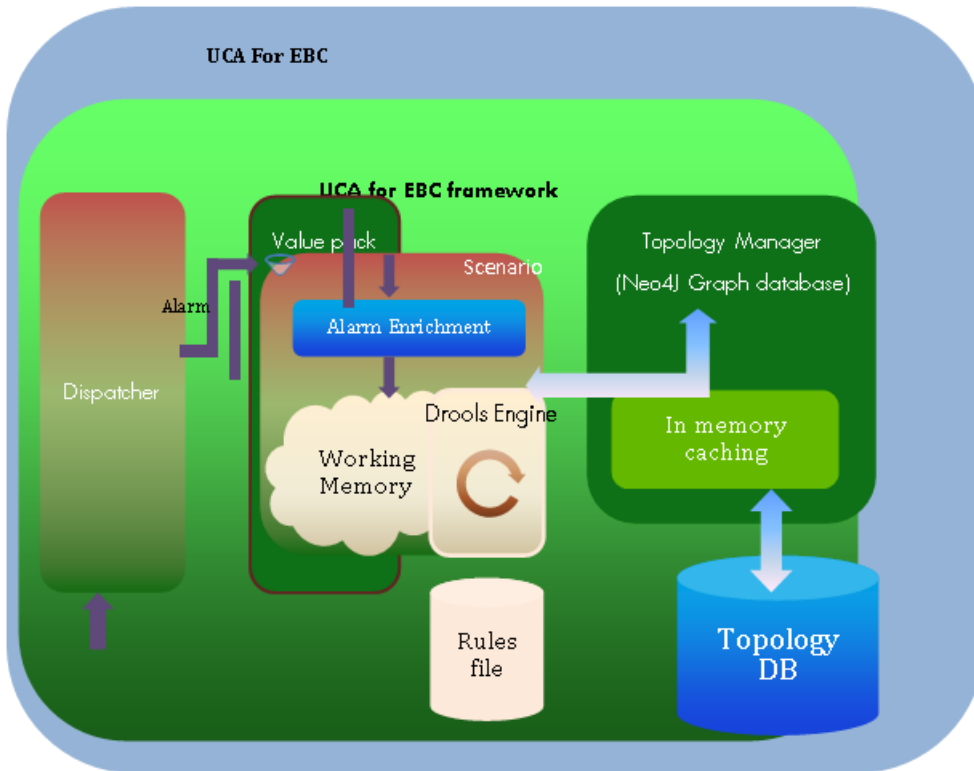 UCA For EBC
UCA for EBC framework
Value pack
Scenario
Alarm
Alarm Enrichment
Dispatcher
Drools Engine
Working
Memory
Topology Manager
(Neo4J Graph database)
In memory
caching
Rules
file
Topology
DB